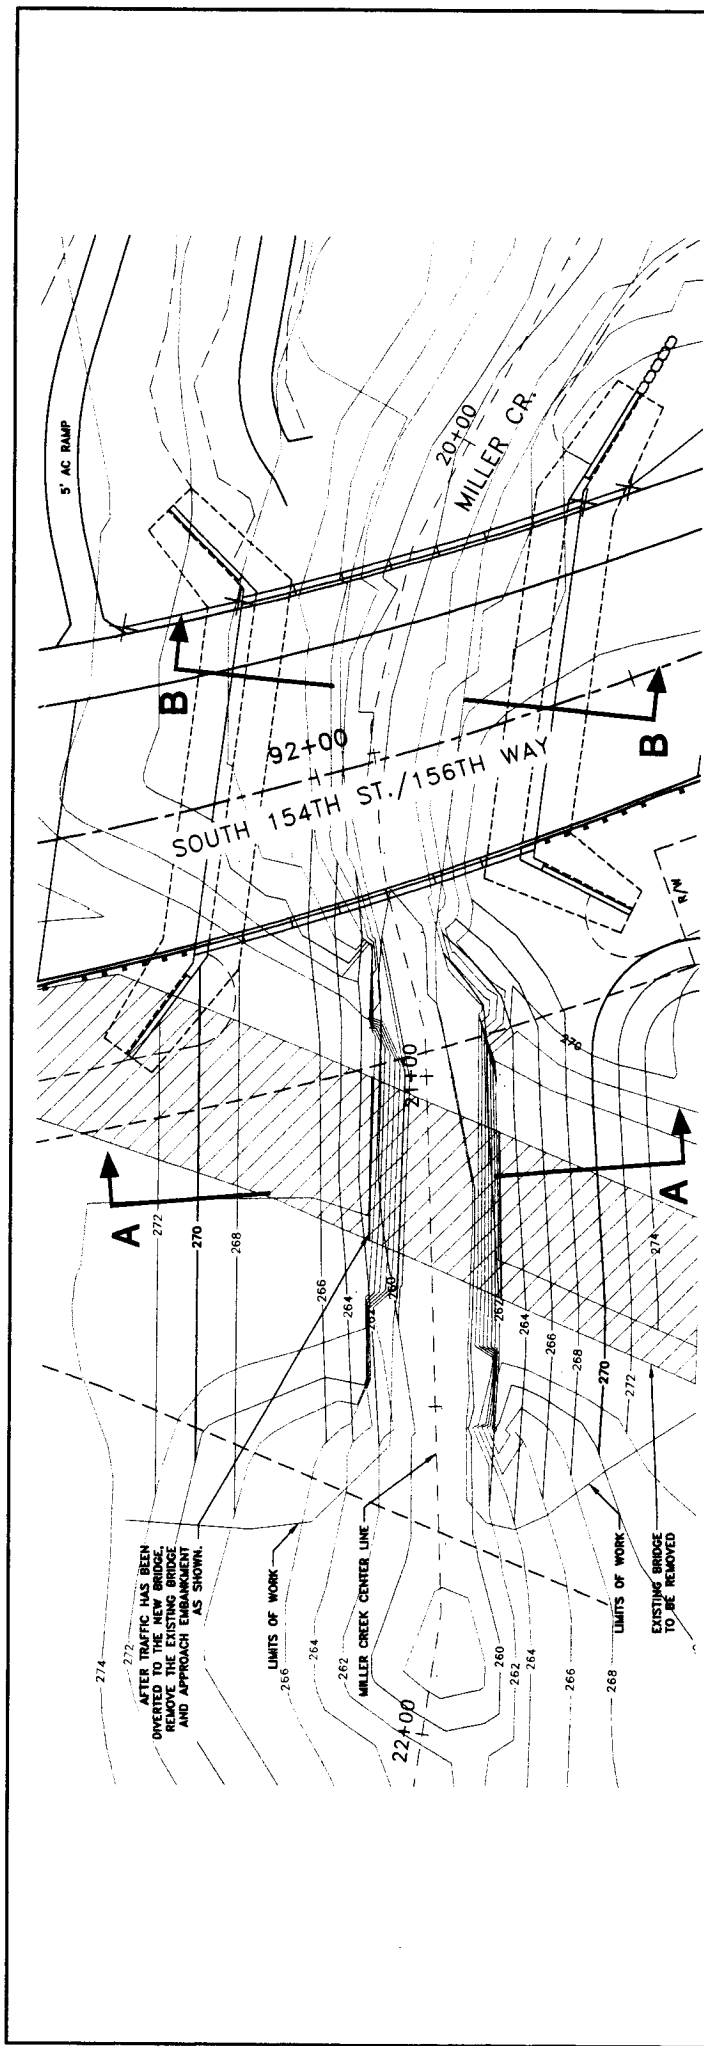 5' AC RAMP
20+00
MILLER CR.
B
B
92+00
SOUTH 154TH ST./156TH WAY
R/W
270
21+00
A
A
272
270
268
266
264
262
260
262
264
266
268
270
272
274
AFTER TRAFFIC HAS BEEN
DIVERTED TO THE NEW BRIDGE,
REMOVE THE EXISTING BRIDGE
AND APPROACH EMBANKMENT
AS SHOWN.
LIMITS OF WORK
MILLER CREEK CENTER LINE
LIMITS OF WORK
EXISTING BRIDGE
TO BE REMOVED
274
272
266
264
262
260
262
264
266
268
22+00